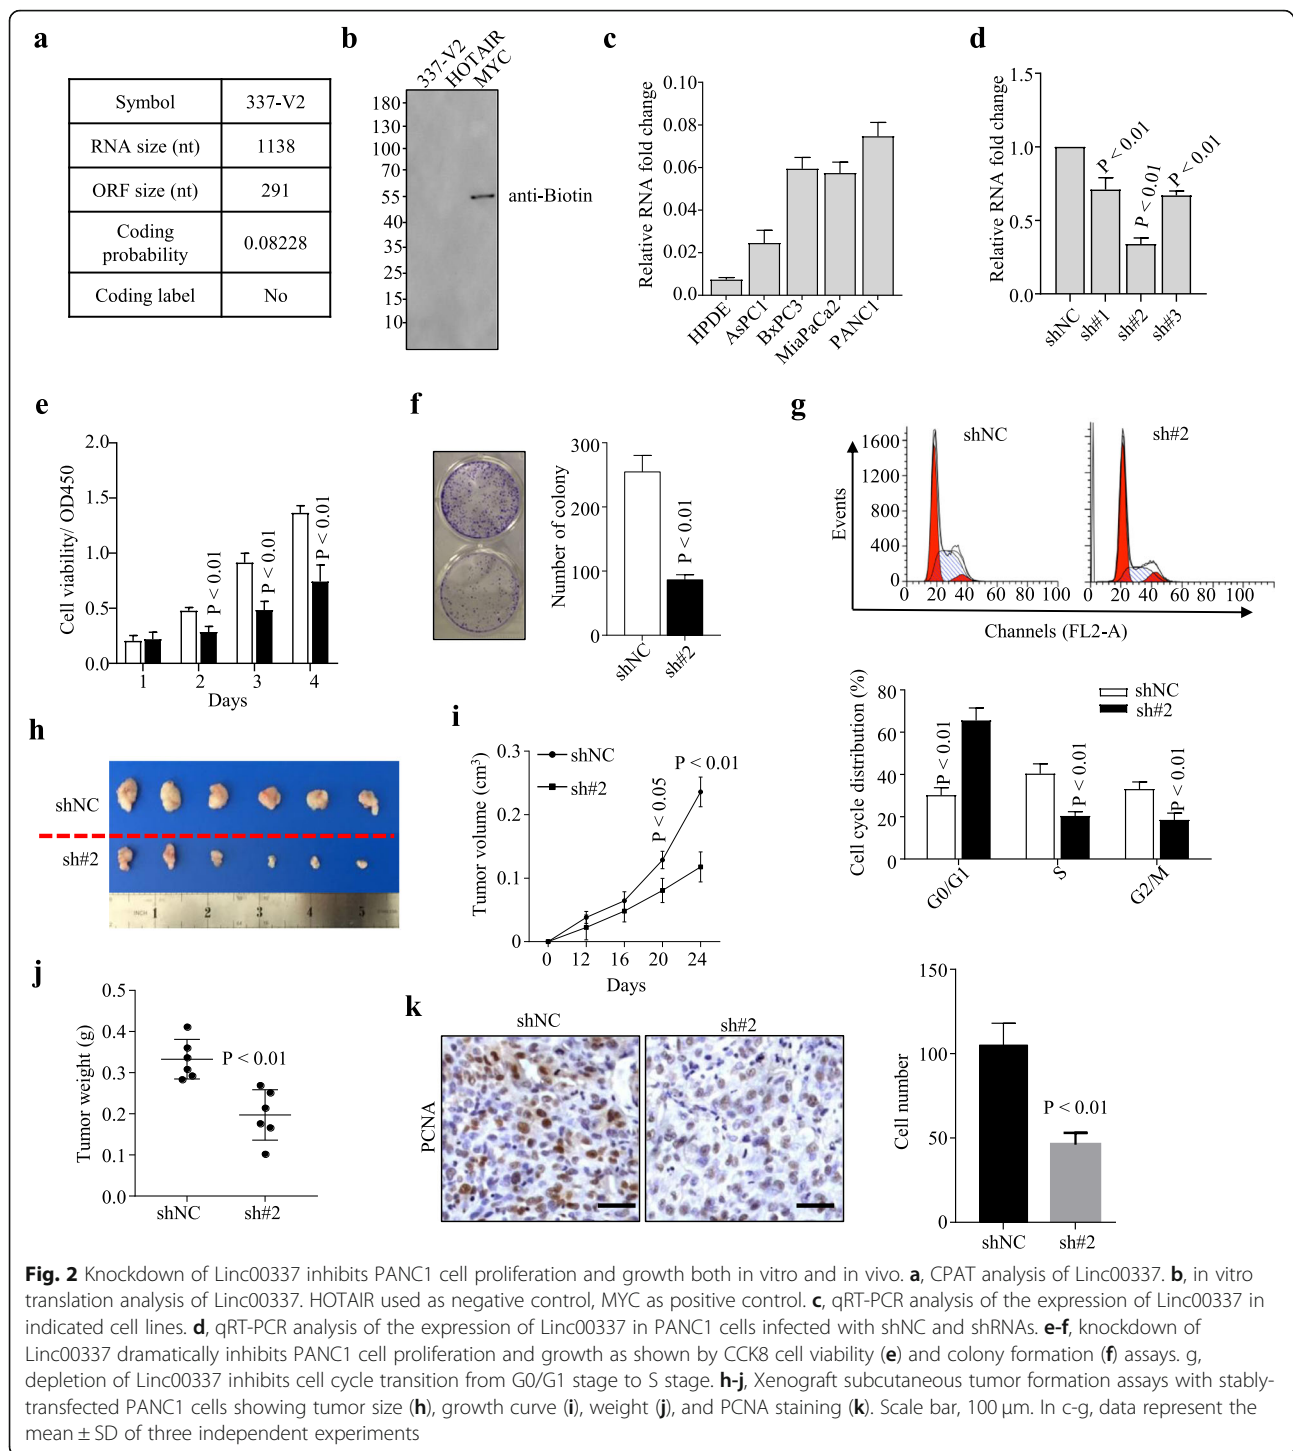 a
Symbol 337-V2
RNA size (nt) 1138
ORF size (nt) 291
Coding
probability 0.08228
Coding label No
b
337-V2
HOTAIR
MYC
180
130
100
70
55
40
35
25
15
10
anti-Biotin
c
Relative RNA fold change
0.10
0.08
0.06
0.04
0.02
0.0
HPDE
AsPC1
BxPC3
MiaPaCa2
PANC1
d
Relative RNA fold change
1.5
1.0
0.5
0.0
P < 0.01
P < 0.01
P < 0.01
shNC
sh#1
sh#2
sh#3
e
Cell viability/ OD450
2.0
1.5
1.0
0.5
0.0
P < 0.01
P < 0.01
P < 0.01
1 2 3 4
Days
f
Number of colony
300
200
100
0
P < 0.01
shNC
sh#2
g
shNC
sh#2
Events
1600
1200
800
400
0
0 20 40 60 80 100
0 20 40 60 80 100
Channels (FL2-A)
Cell cycle distribution (%)
80
60
40
20
0
shNC
sh#2
P < 0.01
P < 0.01
P < 0.01
G0/G1
S
G2/M
h
shNC
sh#2
INCH 1 2 3 4 5
i
Tumor volume (cm³)
0.3
0.2
0.1
0
shNC
sh#2
P < 0.05
P < 0.01
0 12 16 20 24
Days
j
Tumor weight (g)
0.5
0.4
0.3
0.2
0.1
0.0
P < 0.01
shNC sh#2
k
shNC
sh#2
PCNA
Cell number
150
100
50
0
P < 0.01
shNC sh#2
Fig. 2 Knockdown of Linc00337 inhibits PANC1 cell proliferation and growth both in vitro and in vivo. a, CPAT analysis of Linc00337. b, in vitro
translation analysis of Linc00337. HOTAIR used as negative control, MYC as positive control. c, qRT-PCR analysis of the expression of Linc00337 in
indicated cell lines. d, qRT-PCR analysis of the expression of Linc00337 in PANC1 cells infected with shNC and shRNAs. e-f, knockdown of
Linc00337 dramatically inhibits PANC1 cell proliferation and growth as shown by CCK8 cell viability (e) and colony formation (f) assays. g,
depletion of Linc00337 inhibits cell cycle transition from G0/G1 stage to S stage. h-j, Xenograft subcutaneous tumor formation assays with stably-
transfected PANC1 cells showing tumor size (h), growth curve (i), weight (j), and PCNA staining (k). Scale bar, 100 μm. In c-g, data represent the
mean ± SD of three independent experiments